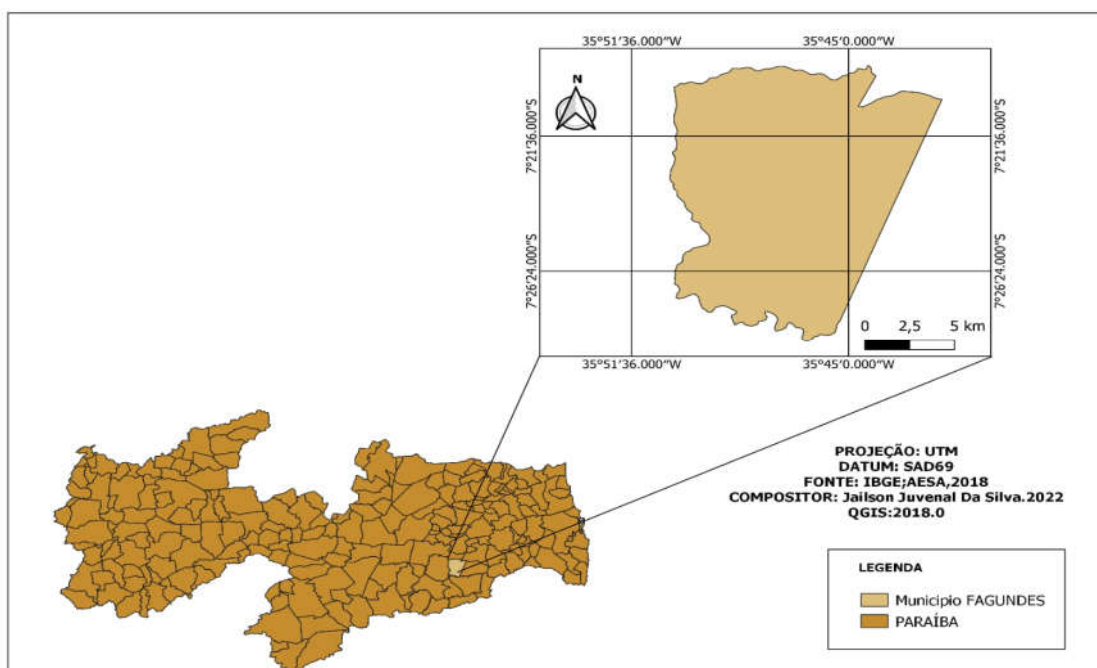 35°51'36.000"W 35°45'0.000"W
N
7°21'36.000"S 7°21'36.000"S
7°26'24.000"S 7°26'24.000"S
0 2,5 5 km
35°51'36.000"W 35°45'0.000"W
PROJEÇÃO: UTM
DATUM: SAD69
FONTE: IBGE;AESA,2018
COMPOSITOR: Jailson Juvenal Da Silva.2022
QGIS:2018.0
LEGENDA
Municipio FAGUNDES
PARAÍBA